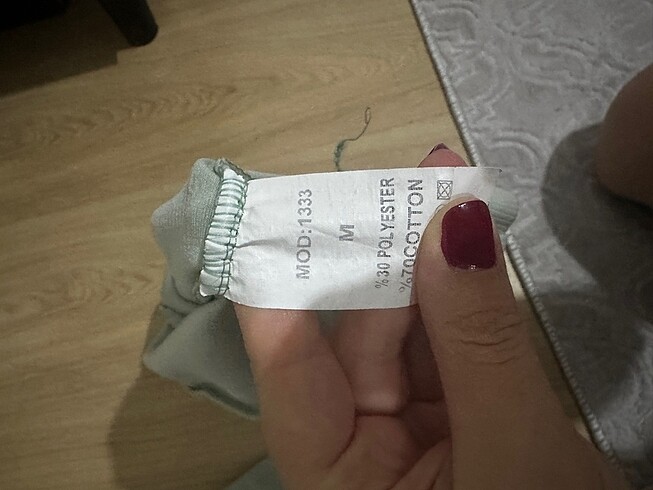 MOD:1333
M
%30 POLYESTER
%70COTTON